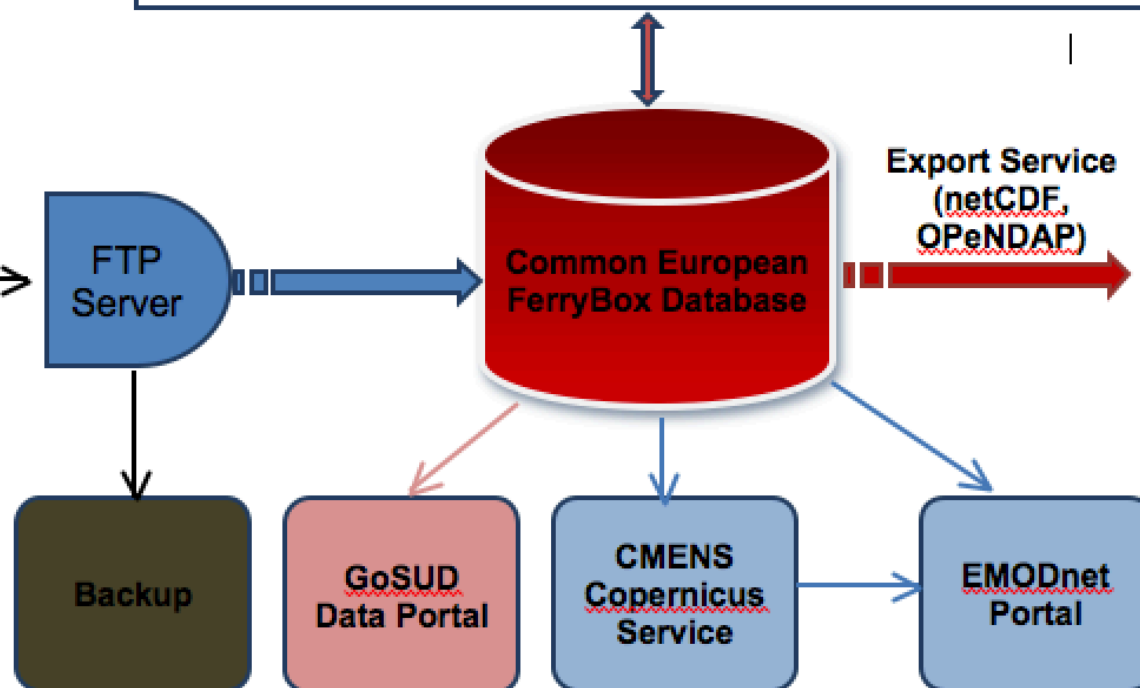 Export Service
(netCDF,
OPeNDAP)
FTP
Server
Common European
FerryBox Database
Backup
GoSUD
Data Portal
CMENS
Copernicus
Service
EMODnet
Portal